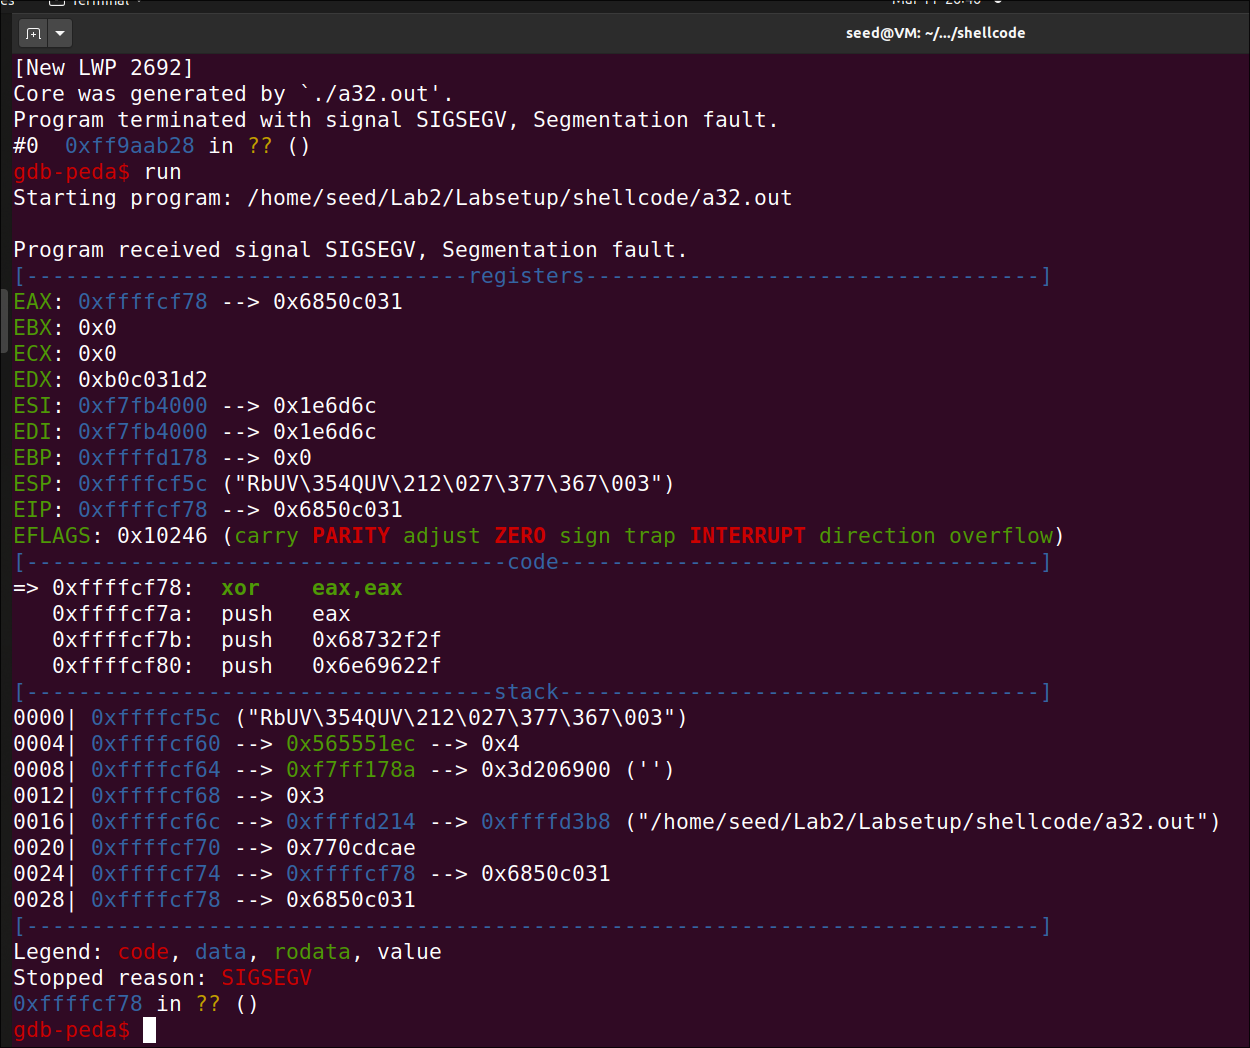 Terminal
seed@VM: ~/.../shellcode
[New LWP 2692]
Core was generated by `./a32.out'.
Program terminated with signal SIGSEGV, Segmentation fault.
#0  0xff9aab28 in ?? ()
gdb-peda$ run
Starting program: /home/seed/Lab2/Labsetup/shellcode/a32.out
Program received signal SIGSEGV, Segmentation fault.
[----------------------------------registers-----------------------------------]
EAX: 0xffffcf78 --> 0x6850c031
EBX: 0x0
ECX: 0x0
EDX: 0xb0c031d2
ESI: 0xf7fb4000 --> 0x1e6d6c
EDI: 0xf7fb4000 --> 0x1e6d6c
EBP: 0xffffd178 --> 0x0
ESP: 0xffffcf5c ("RbUV\354QUV\212\027\377\367\003")
EIP: 0xffffcf78 --> 0x6850c031
EFLAGS: 0x10246 (carry PARITY adjust ZERO sign trap INTERRUPT direction overflow)
[-------------------------------------code-------------------------------------]
=> 0xffffcf78:  xor    eax,eax
   0xffffcf7a:  push   eax
   0xffffcf7b:  push   0x68732f2f
   0xffffcf80:  push   0x6e69622f
[------------------------------------stack-------------------------------------]
0000| 0xffffcf5c ("RbUV\354QUV\212\027\377\367\003")
0004| 0xffffcf60 --> 0x565551ec --> 0x4
0008| 0xffffcf64 --> 0xf7ff178a --> 0x3d206900 ('')
0012| 0xffffcf68 --> 0x3
0016| 0xffffcf6c --> 0xffffd214 --> 0xffffd3b8 ("/home/seed/Lab2/Labsetup/shellcode/a32.out")
0020| 0xffffcf70 --> 0x770cdcae
0024| 0xffffcf74 --> 0xffffcf78 --> 0x6850c031
0028| 0xffffcf78 --> 0x6850c031
[------------------------------------------------------------------------------]
Legend: code, data, rodata, value
Stopped reason: SIGSEGV
0xffffcf78 in ?? ()
gdb-peda$